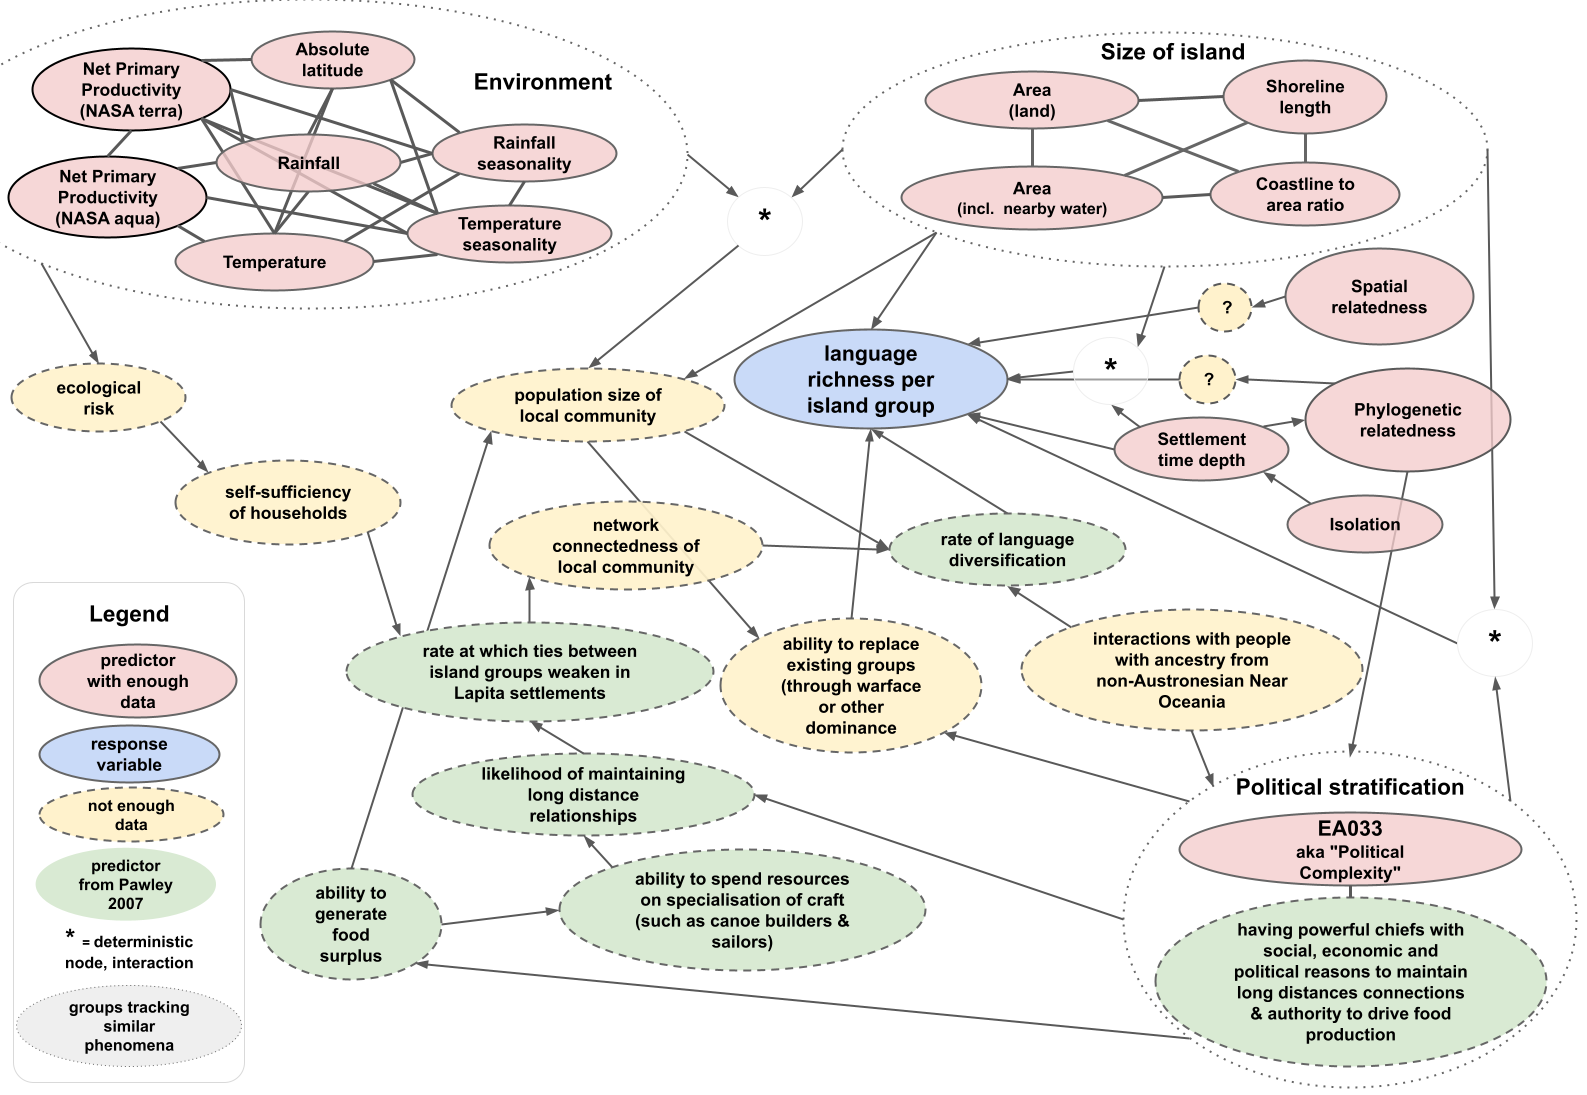 Size of island
Environment
Absolute
latitude
Net Primary
Productivity
(NASA terra)
Rainfall
Rainfall
seasonality
Net Primary
Productivity
(NASA aqua)
Temperature
Temperature
seasonality
Area
(land)
Shoreline
length
Area
(incl. nearby water)
Coastline to
area ratio
*
Spatial
relatedness
?
*
?
Phylogenetic
relatedness
Settlement
time depth
Isolation
language
richness per
island group
ecological
risk
population size of
local community
self-sufficiency
of households
network
connectedness of
local community
rate of language
diversification
rate at which ties between
island groups weaken in
Lapita settlements
ability to replace
existing groups
(through warface
or other
dominance
interactions with people
with ancestry from
non-Austronesian Near
Oceania
*
likelihood of maintaining
long distance
relationships
ability to
generate
food
surplus
ability to spend resources
on specialisation of craft
(such as canoe builders &
sailors)
Political stratification
EA033
aka "Political
Complexity"
having powerful chiefs with
social, economic and
political reasons to maintain
long distances connections
& authority to drive food
production
Legend
predictor
with enough
data
response
variable
not enough
data
predictor
from Pawley
2007
* = deterministic
node, interaction
groups tracking
similar
phenomena